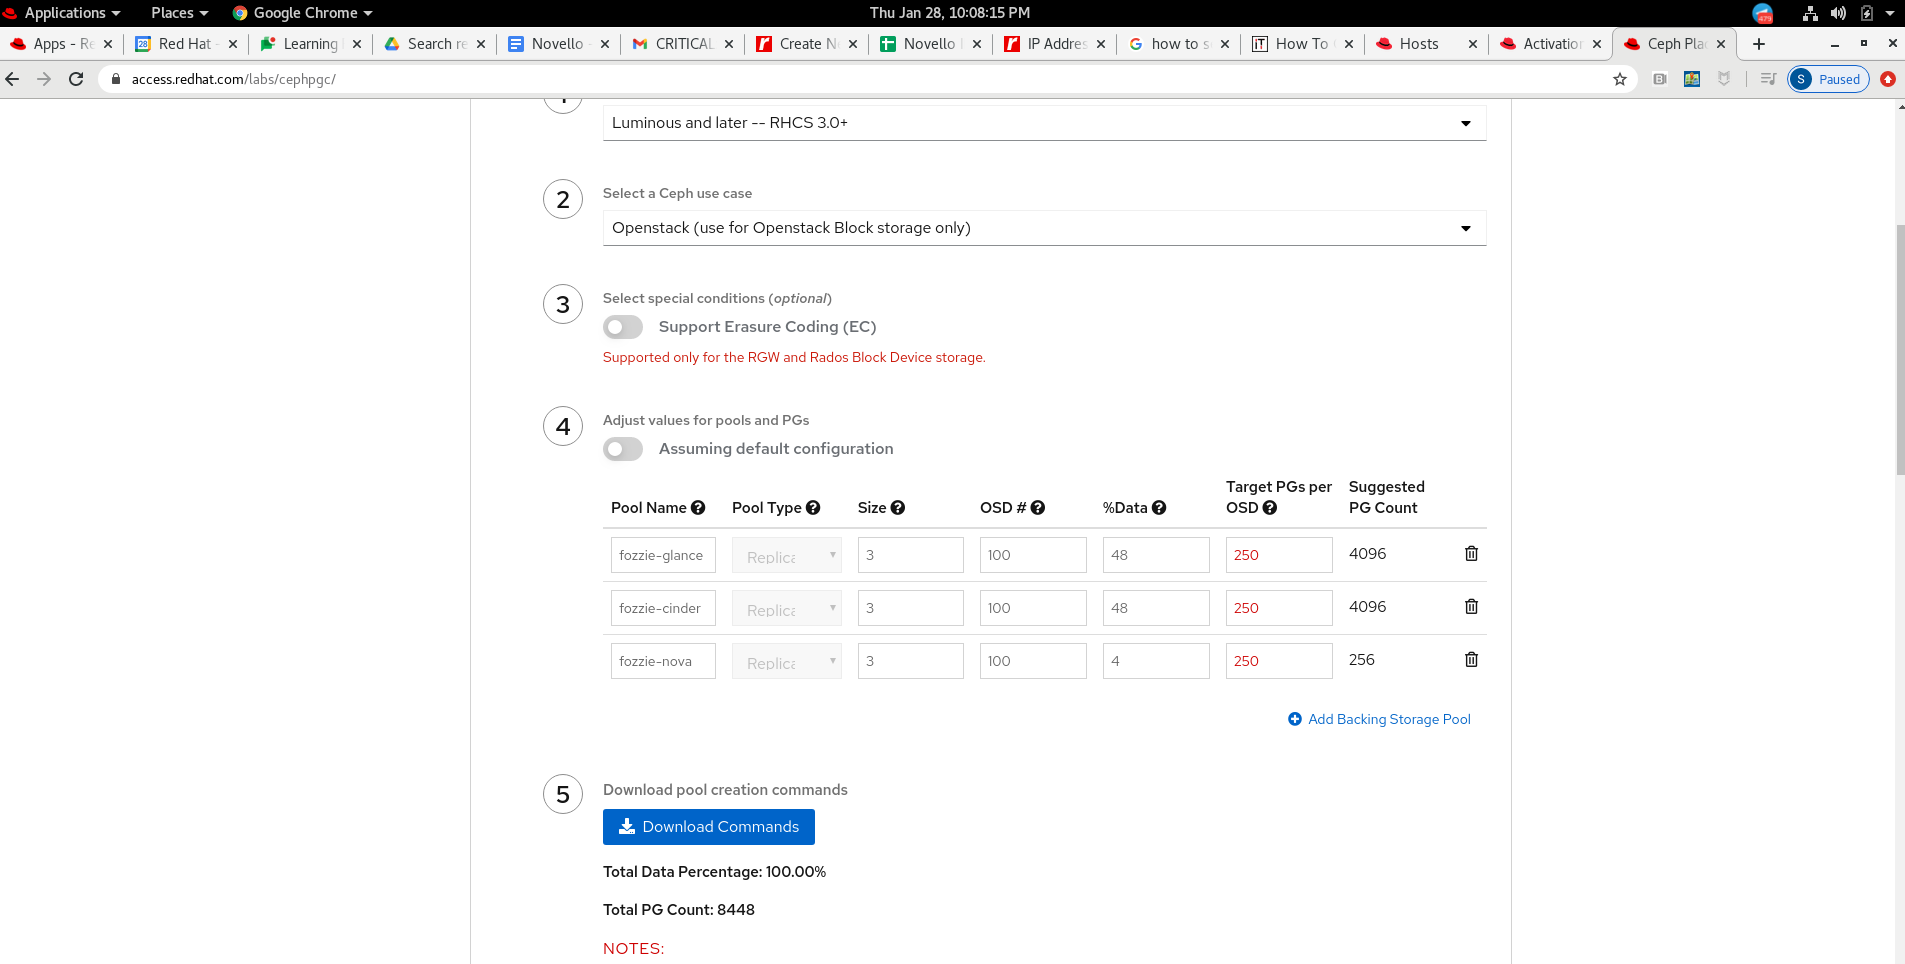 Applications Places Google Chrome Thu Jan 28, 10:08:15 PM 479
Apps - Re Red Hat - Learning Search re Novello - CRITICAL Create N Novello IP Addres how to s How To Hosts Activation Ceph Pla
access.redhat.com/labs/cephpgc/ S Paused
1
Luminous and later -- RHCS 3.0+
2 Select a Ceph use case
Openstack (use for Openstack Block storage only)
3 Select special conditions (optional)
Support Erasure Coding (EC)
Supported only for the RGW and Rados Block Device storage.
4 Adjust values for pools and PGs
Assuming default configuration
Pool Name Pool Type Size OSD # %Data Target PGs per OSD Suggested PG Count
fozzie-glance Replica 3 100 48 250 4096
fozzie-cinder Replica 3 100 48 250 4096
fozzie-nova Replica 3 100 4 250 256
Add Backing Storage Pool
5 Download pool creation commands
Download Commands
Total Data Percentage: 100.00%
Total PG Count: 8448
NOTES: